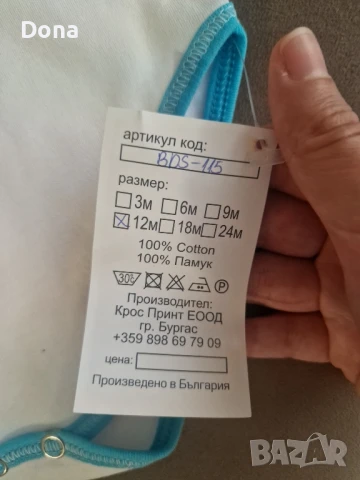 Dona
артикул код:
BDS-115
размер:
3м 6м 9м
12м 18м 24м
100% Cotton
100% Памук
30° P
Производител:
Крос Принт ЕООД
гр. Бургас
+359 898 69 79 09
цена:
Произведено в България
BAZAR